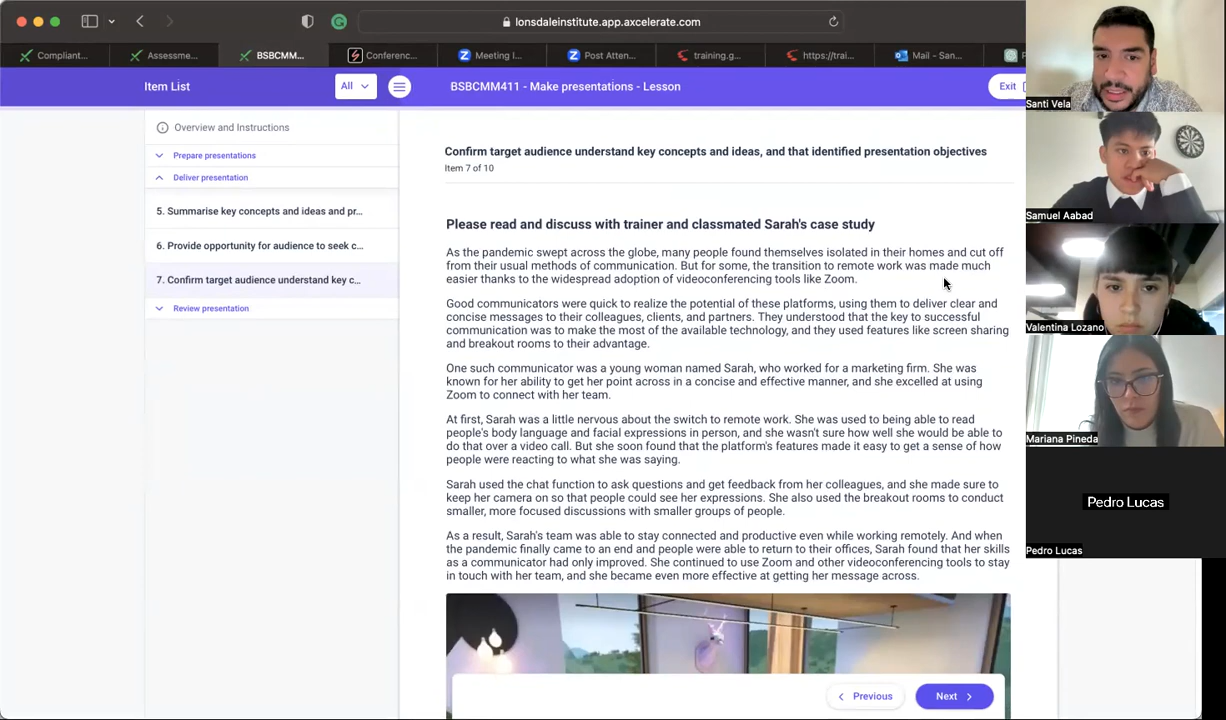 lonsdaleinstitute.app.axcelerate.com
Compliant...
Assessme...
BSBCMM...
Conferenc...
Meeting I...
Post Atten...
training.g...
https://trai...
Mail - San...
Item List
All
BSBCMM411 - Make presentations - Lesson
Exit
Overview and Instructions
Prepare presentations
Deliver presentation
5. Summarise key concepts and ideas and pr...
6. Provide opportunity for audience to seek c...
7. Confirm target audience understand key c...
Review presentation
Confirm target audience understand key concepts and ideas, and that identified presentation objectives
Item 7 of 10
Please read and discuss with trainer and classmated Sarah's case study
As the pandemic swept across the globe, many people found themselves isolated in their homes and cut off
from their usual methods of communication. But for some, the transition to remote work was made much
easier thanks to the widespread adoption of videoconferencing tools like Zoom.
Good communicators were quick to realize the potential of these platforms, using them to deliver clear and
concise messages to their colleagues, clients, and partners. They understood that the key to successful
communication was to make the most of the available technology, and they used features like screen sharing
and breakout rooms to their advantage.
One such communicator was a young woman named Sarah, who worked for a marketing firm. She was
known for her ability to get her point across in a concise and effective manner, and she excelled at using
Zoom to connect with her team.
At first, Sarah was a little nervous about the switch to remote work. She was used to being able to read
people's body language and facial expressions in person, and she wasn't sure how well she would be able to
do that over a video call. But she soon found that the platform's features made it easy to get a sense of how
people were reacting to what she was saying.
Sarah used the chat function to ask questions and get feedback from her colleagues, and she made sure to
keep her camera on so that people could see her expressions. She also used the breakout rooms to conduct
smaller, more focused discussions with smaller groups of people.
As a result, Sarah's team was able to stay connected and productive even while working remotely. And when
the pandemic finally came to an end and people were able to return to their offices, Sarah found that her skills
as a communicator had only improved. She continued to use Zoom and other videoconferencing tools to stay
in touch with her team, and she became even more effective at getting her message across.
Previous
Next
Santi Vela
Samuel Aabad
Valentina Lozano
Mariana Pineda
Pedro Lucas
Pedro Lucas